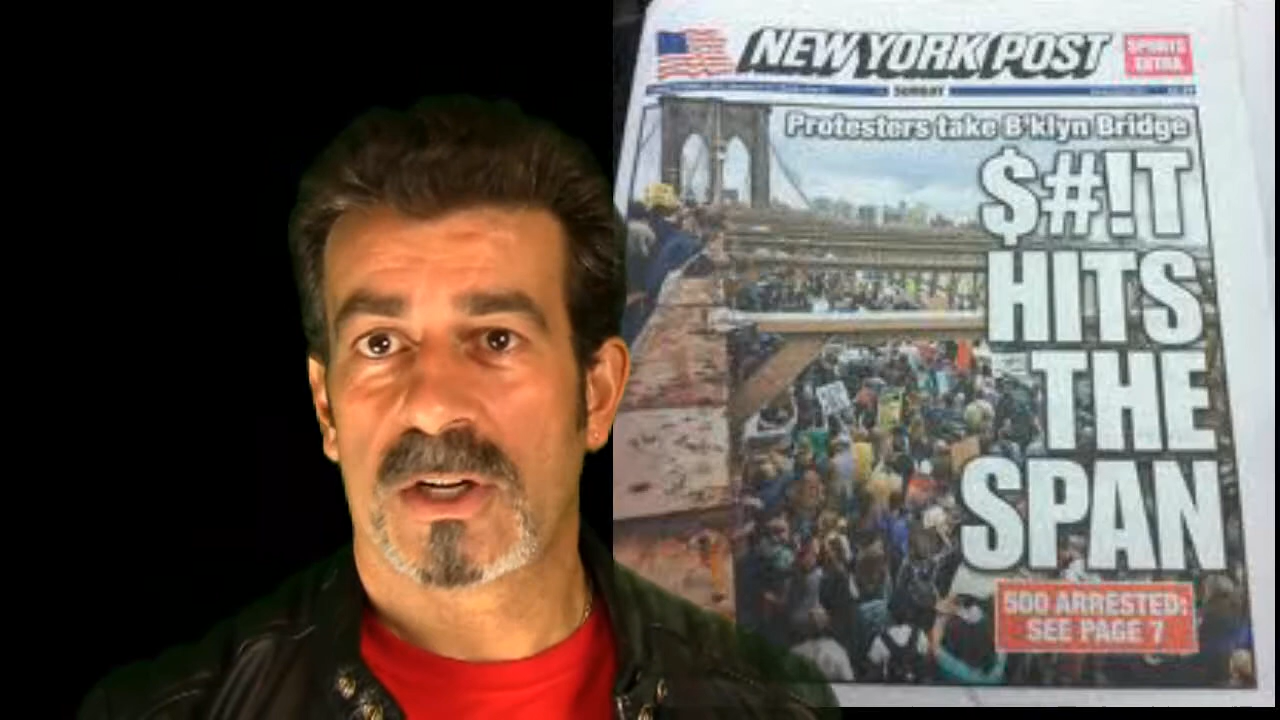 NEW YORK POST
SPORTS
EXTRA
SUNDAY
Protesters take B'klyn Bridge
$#!T
HITS
THE
SPAN
500 ARRESTED:
SEE PAGE 7